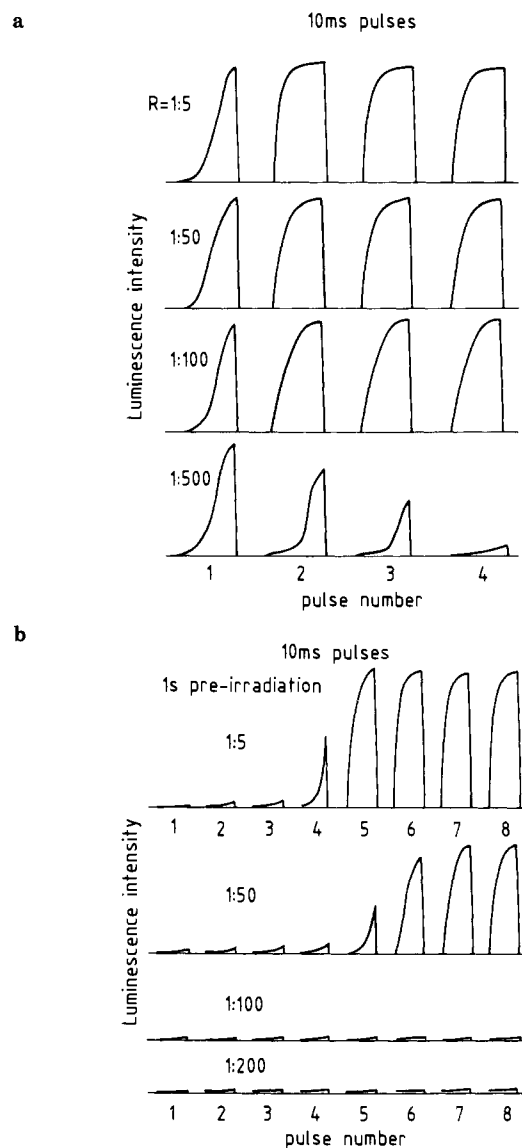 a
10ms pulses
R=1:5
1:50
1:100
1:500
Luminescence intensity
1 2 3 4
pulse number
b
10ms pulses
1s pre-irradiation
1:5
1 2 3 4 5 6 7 8
1:50
1:100
1:200
Luminescence intensity
1 2 3 4 5 6 7 8
pulse number